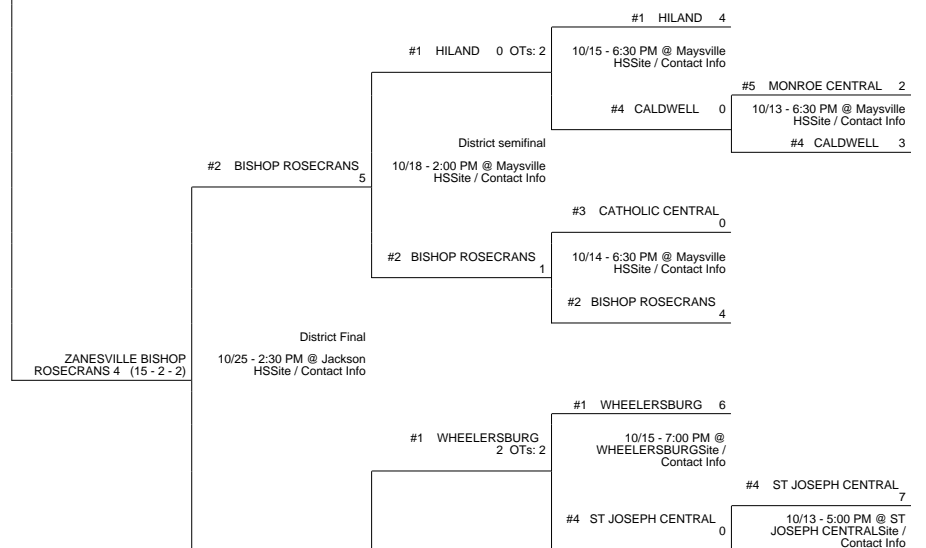 #1 HILAND 4
#1 HILAND 0 OTs: 2
10/15 - 6:30 PM @ Maysville
HSSite / Contact Info
#5 MONROE CENTRAL 2
#4 CALDWELL 0
10/13 - 6:30 PM @ Maysville
HSSite / Contact Info
#4 CALDWELL 3
District semifinal
#2 BISHOP ROSECRANS
5
10/18 - 2:00 PM @ Maysville
HSSite / Contact Info
#3 CATHOLIC CENTRAL
0
#2 BISHOP ROSECRANS
1
10/14 - 6:30 PM @ Maysville
HSSite / Contact Info
#2 BISHOP ROSECRANS
4
District Final
ZANESVILLE BISHOP
ROSECRANS 4 (15 - 2 - 2)
10/25 - 2:30 PM @ Jackson
HSSite / Contact Info
#1 WHEELERSBURG 6
#1 WHEELERSBURG
2 OTs: 2
10/15 - 7:00 PM @
WHEELERSBURGSite /
Contact Info
#4 ST JOSEPH CENTRAL
7
#4 ST JOSEPH CENTRAL
0
10/13 - 5:00 PM @ ST
JOSEPH CENTRALSite /
Contact Info